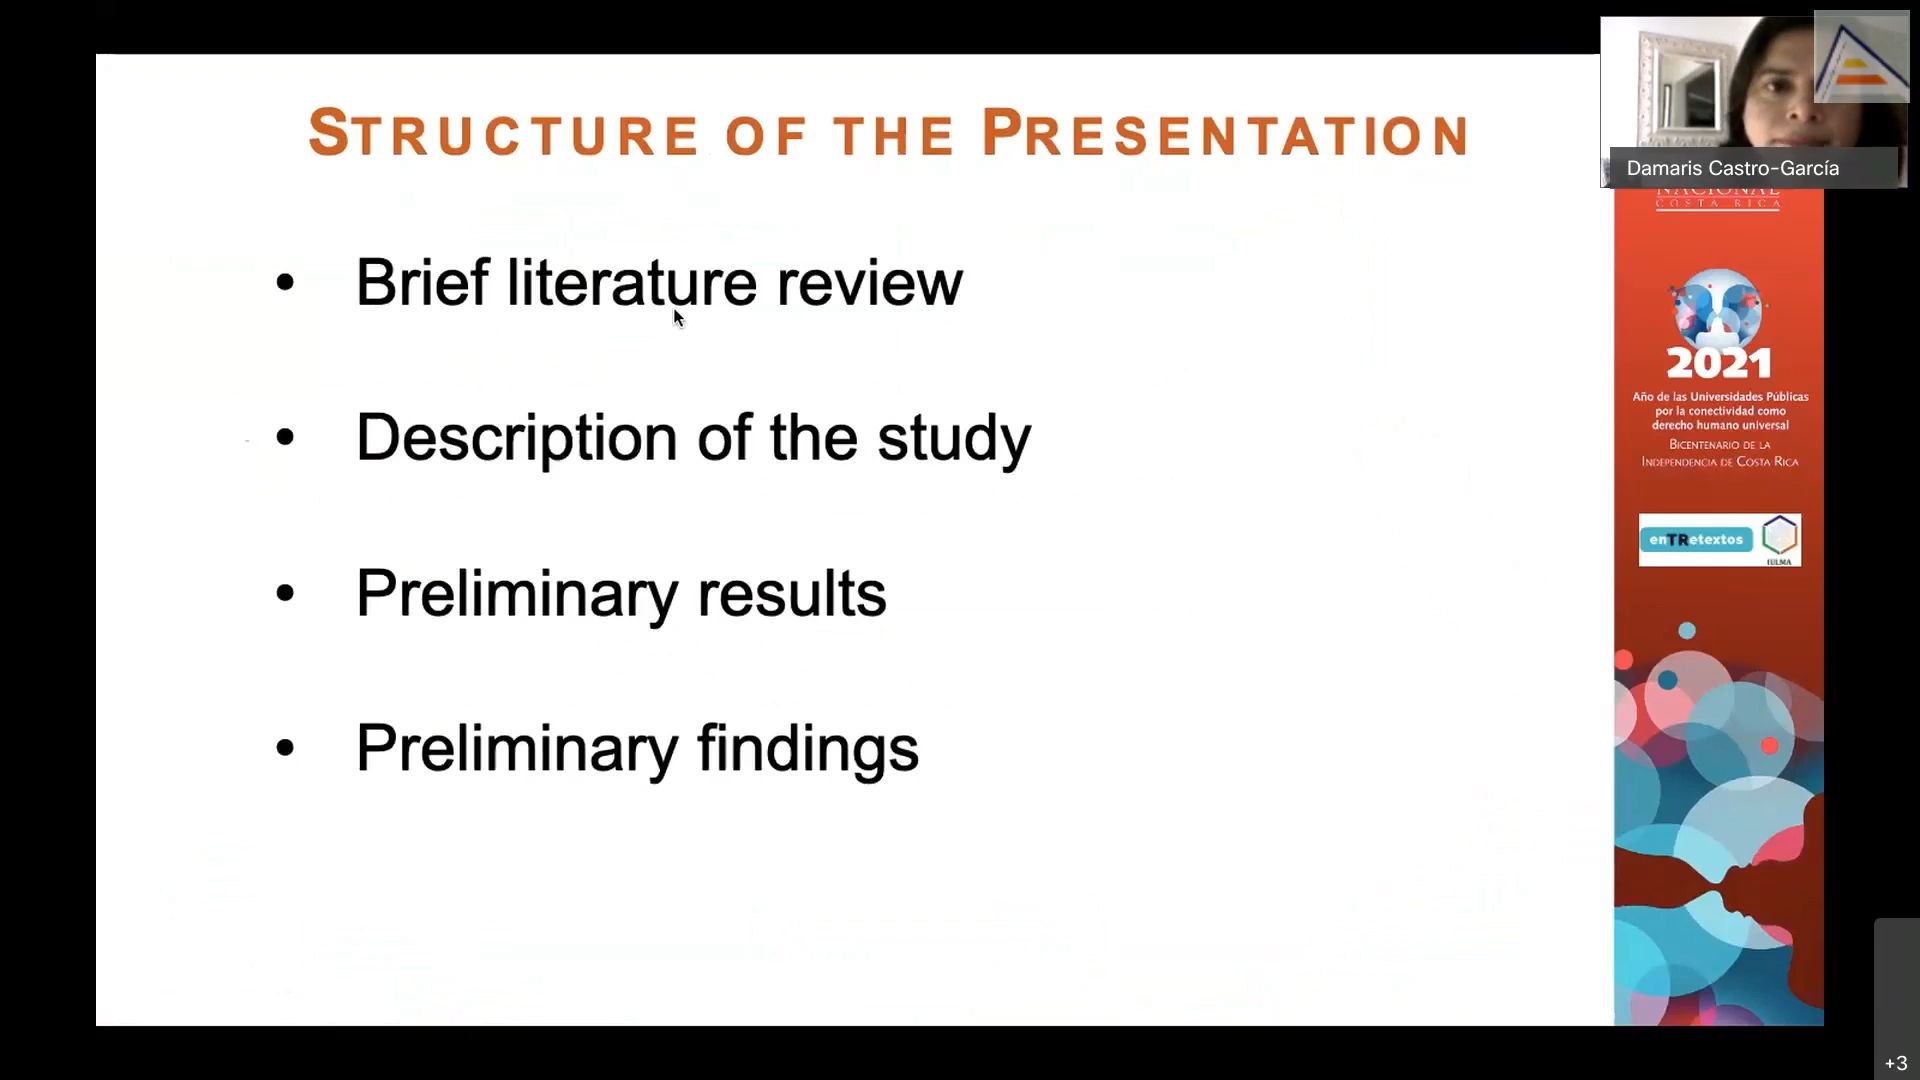 STRUCTURE OF THE PRESENTATION
• Brief literature review
• Description of the study
• Preliminary results
• Preliminary findings
Damaris Castro-García
NACIONAL
COSTA RICA
2021
Año de las Universidades Públicas
por la conectividad como
derecho humano universal
BICENTENARIO DE LA
INDEPENDENCIA DE COSTA RICA
enTRetextos
IULMA
+3